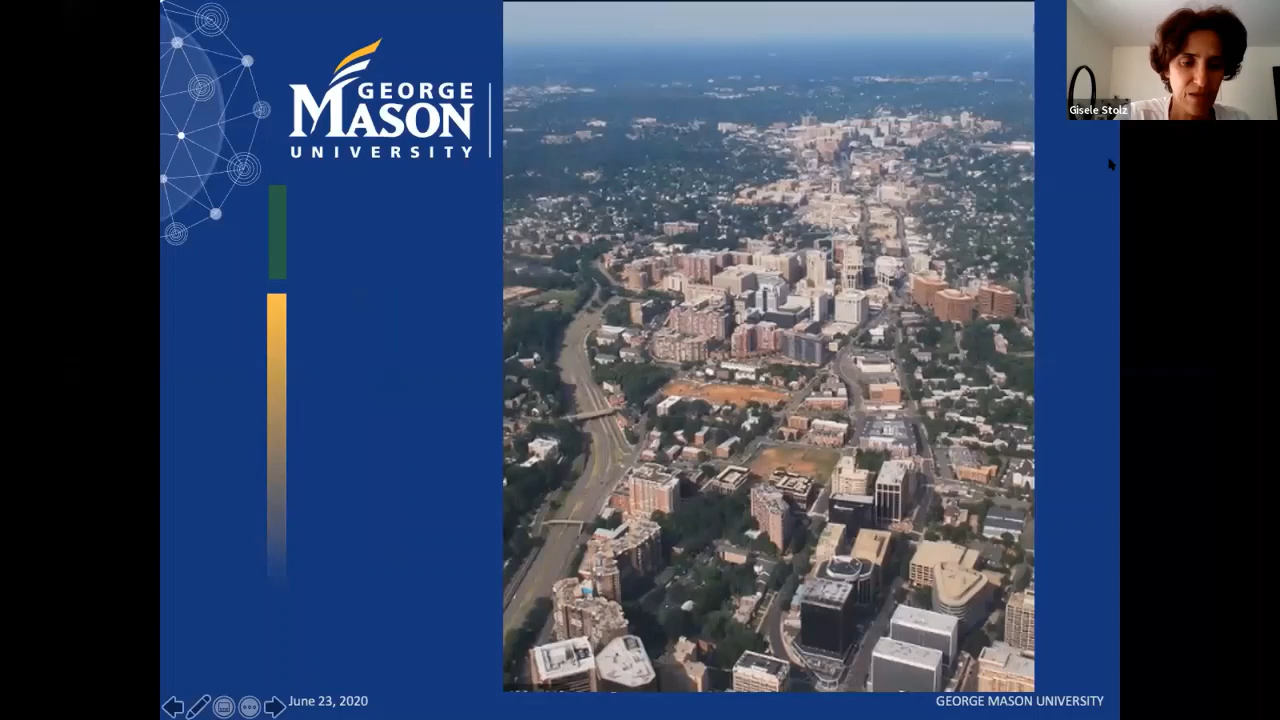 GEORGE
MASON
UNIVERSITY
Gisele Stolz
June 23, 2020
GEORGE MASON UNIVERSITY